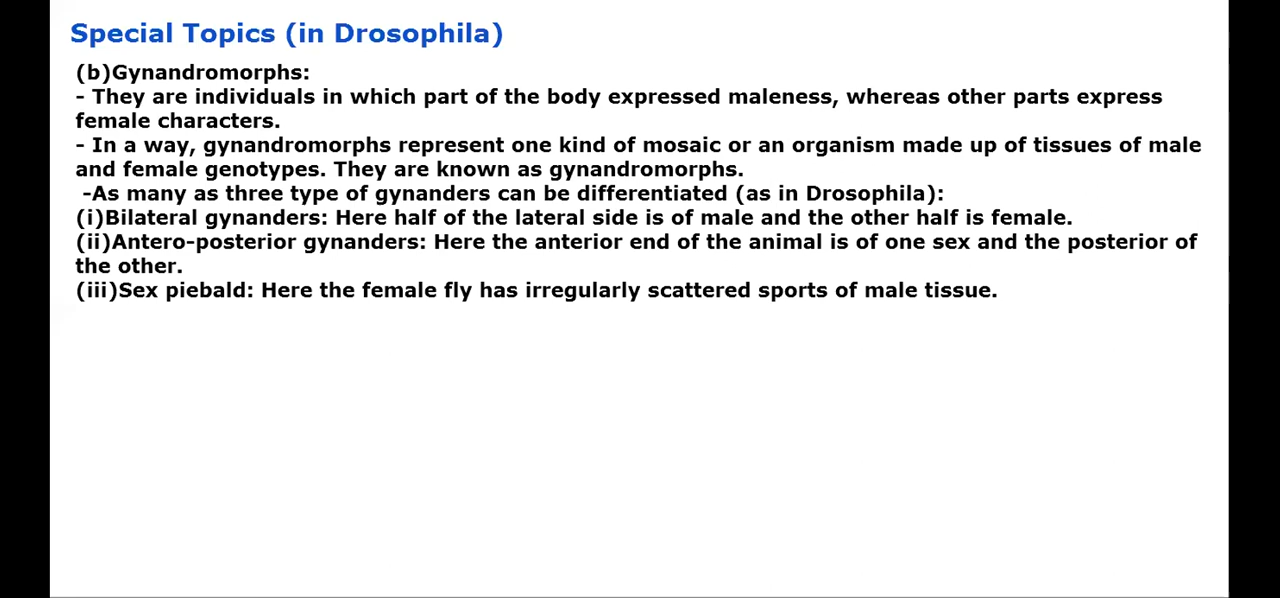 Special Topics (in Drosophila)
(b)Gynandromorphs:
- They are individuals in which part of the body expressed maleness, whereas other parts express
female characters.
- In a way, gynandromorphs represent one kind of mosaic or an organism made up of tissues of male
and female genotypes. They are known as gynandromorphs.
-As many as three type of gynanders can be differentiated (as in Drosophila):
(i)Bilateral gynanders: Here half of the lateral side is of male and the other half is female.
(ii)Antero-posterior gynanders: Here the anterior end of the animal is of one sex and the posterior of
the other.
(iii)Sex piebald: Here the female fly has irregularly scattered sports of male tissue.